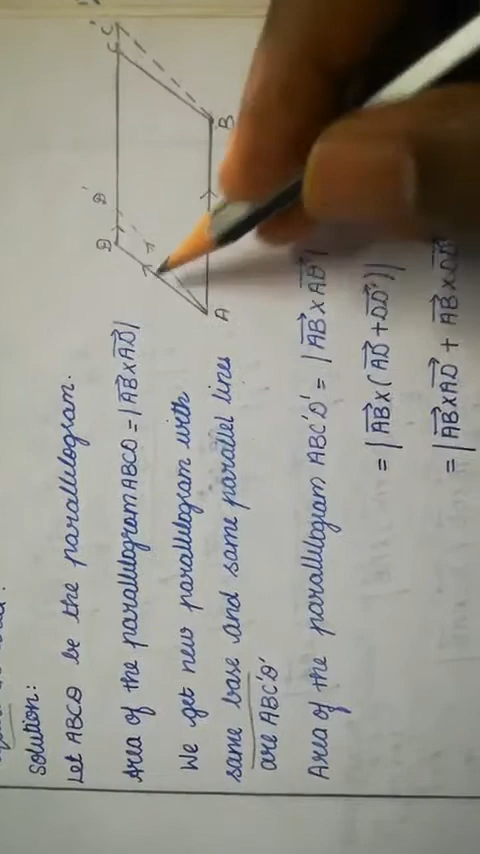 Solution:
Let ABCD be the parallelogram.
Area of the parallelogram ABCD = |AB⃗ × AD⃗|
We get new parallelogram with
same base and same parallel lines
are ABC'D'
Area of the parallelogram ABC'D' = |AB⃗ × AD⃗'|
= |AB⃗ × (AD⃗ + DD⃗')|
= |AB⃗ × AD⃗ + AB⃗ × DD⃗
D D' C C'
A B